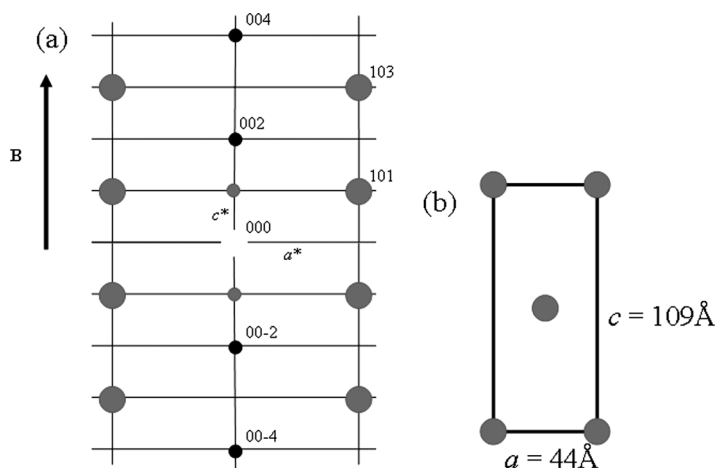 (a)
004
103
B
002
101
c*
000
a*
00-2
00-4
(b)
c = 109Å
a = 44Å